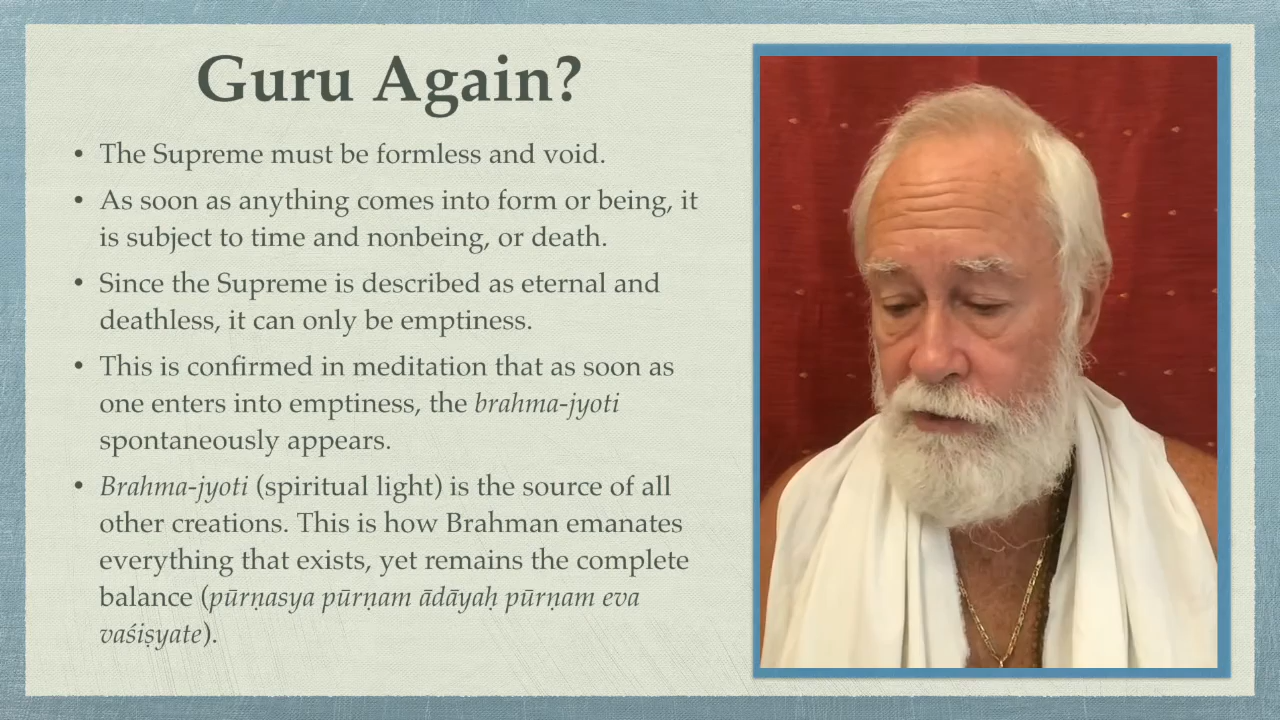 Guru Again?
• The Supreme must be formless and void.
• As soon as anything comes into form or being, it
is subject to time and nonbeing, or death.
• Since the Supreme is described as eternal and
deathless, it can only be emptiness.
• This is confirmed in meditation that as soon as
one enters into emptiness, the brahma-jyoti
spontaneously appears.
• Brahma-jyoti (spiritual light) is the source of all
other creations. This is how Brahman emanates
everything that exists, yet remains the complete
balance (pūrṇasya pūrṇam ādāyaḥ pūrṇam eva
vaśiṣyate).